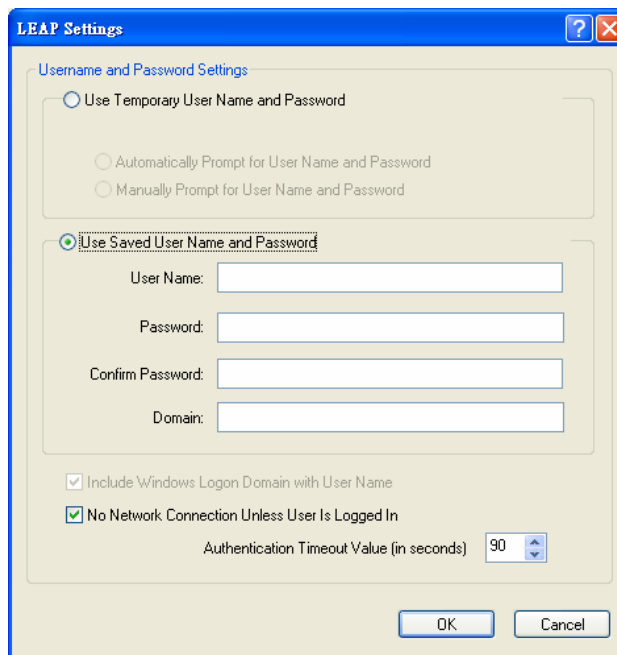 LEAP Settings
Username and Password Settings
Use Temporary User Name and Password
Automatically Prompt for User Name and Password
Manually Prompt for User Name and Password
Use Saved User Name and Password
User Name:
Password:
Confirm Password:
Domain:
Include Windows Logon Domain with User Name
No Network Connection Unless User Is Logged In
Authentication Timeout Value (in seconds) 90
OK Cancel